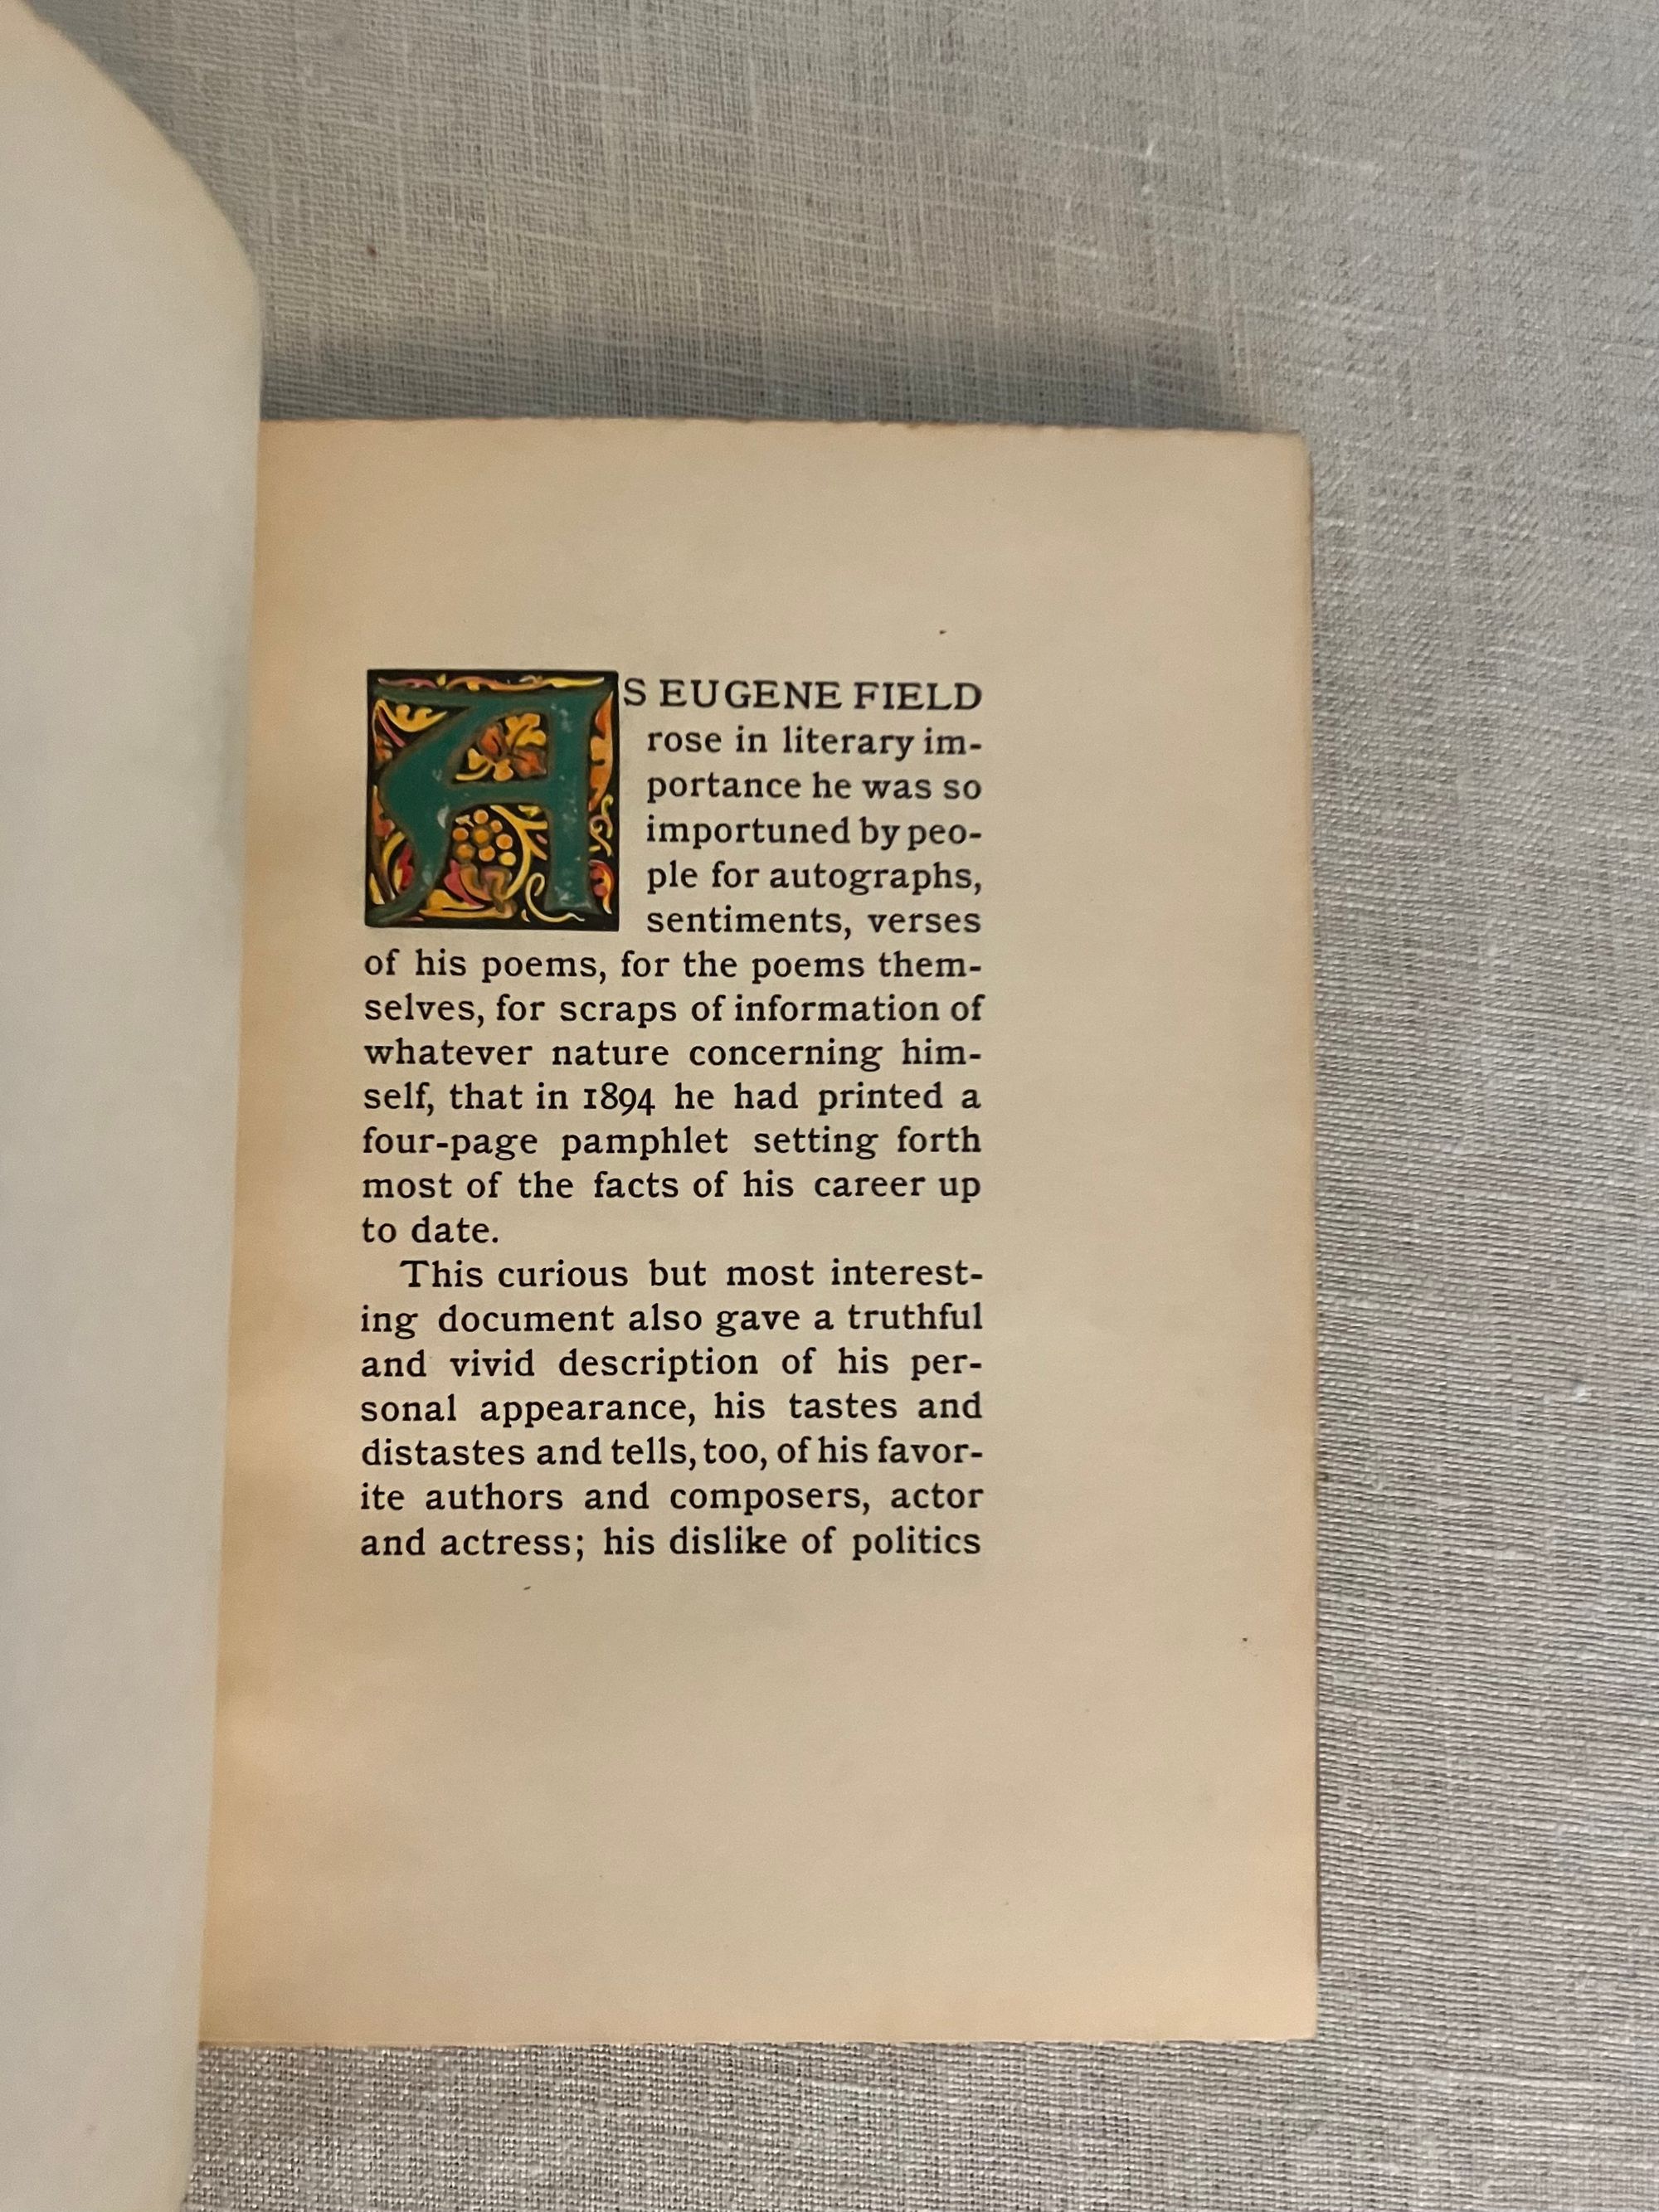 AS EUGENE FIELD
rose in literary im-
portance he was so
importuned by peo-
ple for autographs,
sentiments, verses
of his poems, for the poems them-
selves, for scraps of information of
whatever nature concerning him-
self, that in 1894 he had printed a
four-page pamphlet setting forth
most of the facts of his career up
to date.
This curious but most interest-
ing document also gave a truthful
and vivid description of his per-
sonal appearance, his tastes and
distastes and tells, too, of his favor-
ite authors and composers, actor
and actress; his dislike of politics